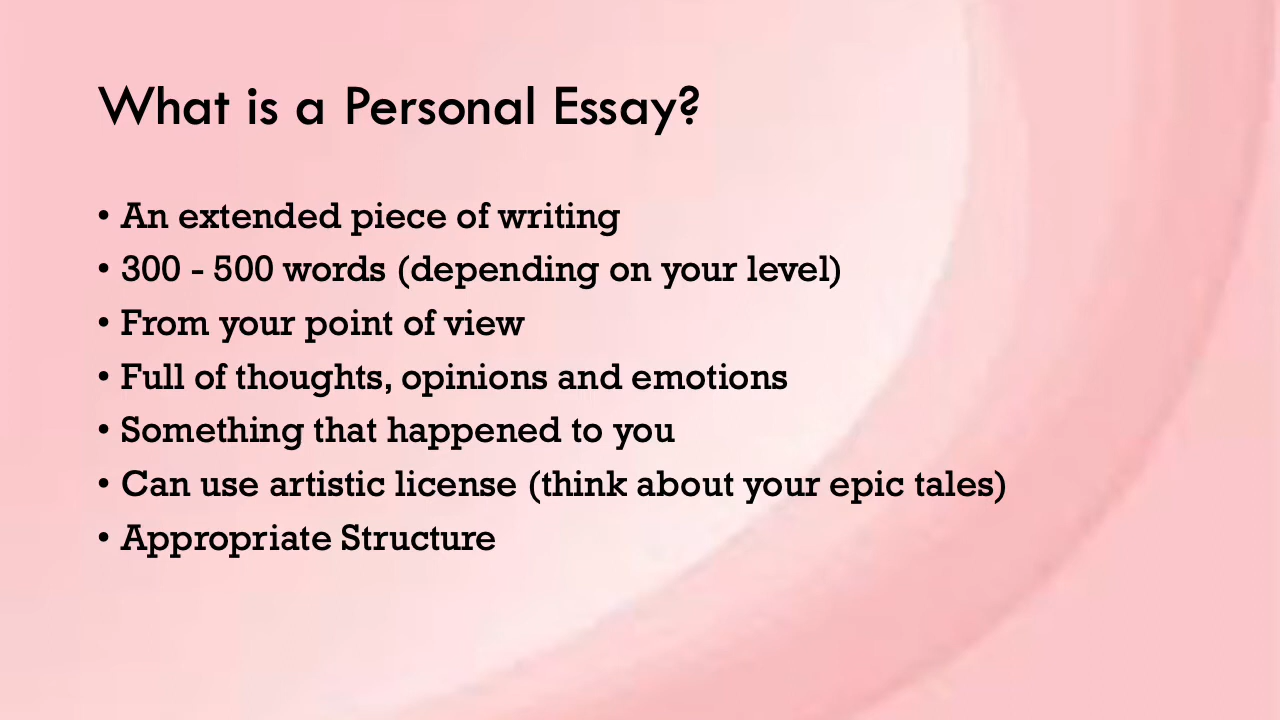 What is a Personal Essay?
• An extended piece of writing
• 300 - 500 words (depending on your level)
• From your point of view
• Full of thoughts, opinions and emotions
• Something that happened to you
• Can use artistic license (think about your epic tales)
• Appropriate Structure